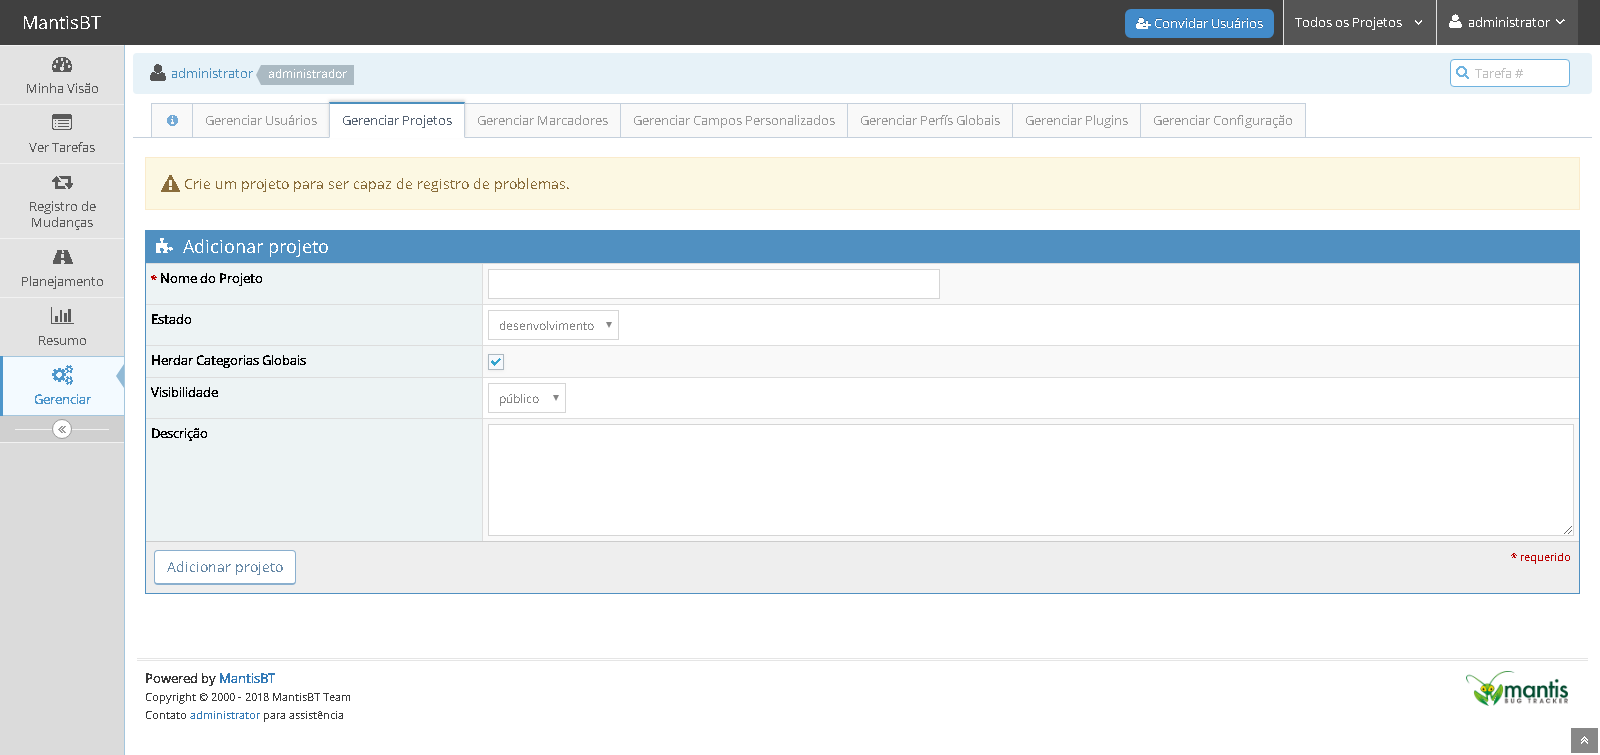 MantisBT
Convidar Usuários
Todos os Projetos
administrator
Minha Visão
Ver Tarefas
Registro de
Mudanças
Planejamento
Resumo
Gerenciar
administrator administrador
Tarefa #
Gerenciar Usuários
Gerenciar Projetos
Gerenciar Marcadores
Gerenciar Campos Personalizados
Gerenciar Perfís Globais
Gerenciar Plugins
Gerenciar Configuração
Crie um projeto para ser capaz de registro de problemas.
Adicionar projeto
* Nome do Projeto
Estado
desenvolvimento
Herdar Categorias Globais
Visibilidade
público
Descrição
Adicionar projeto
* requerido
Powered by MantisBT
Copyright © 2000 - 2018 MantisBT Team
Contato administrator para assistência
mantis
BUG TRACKER